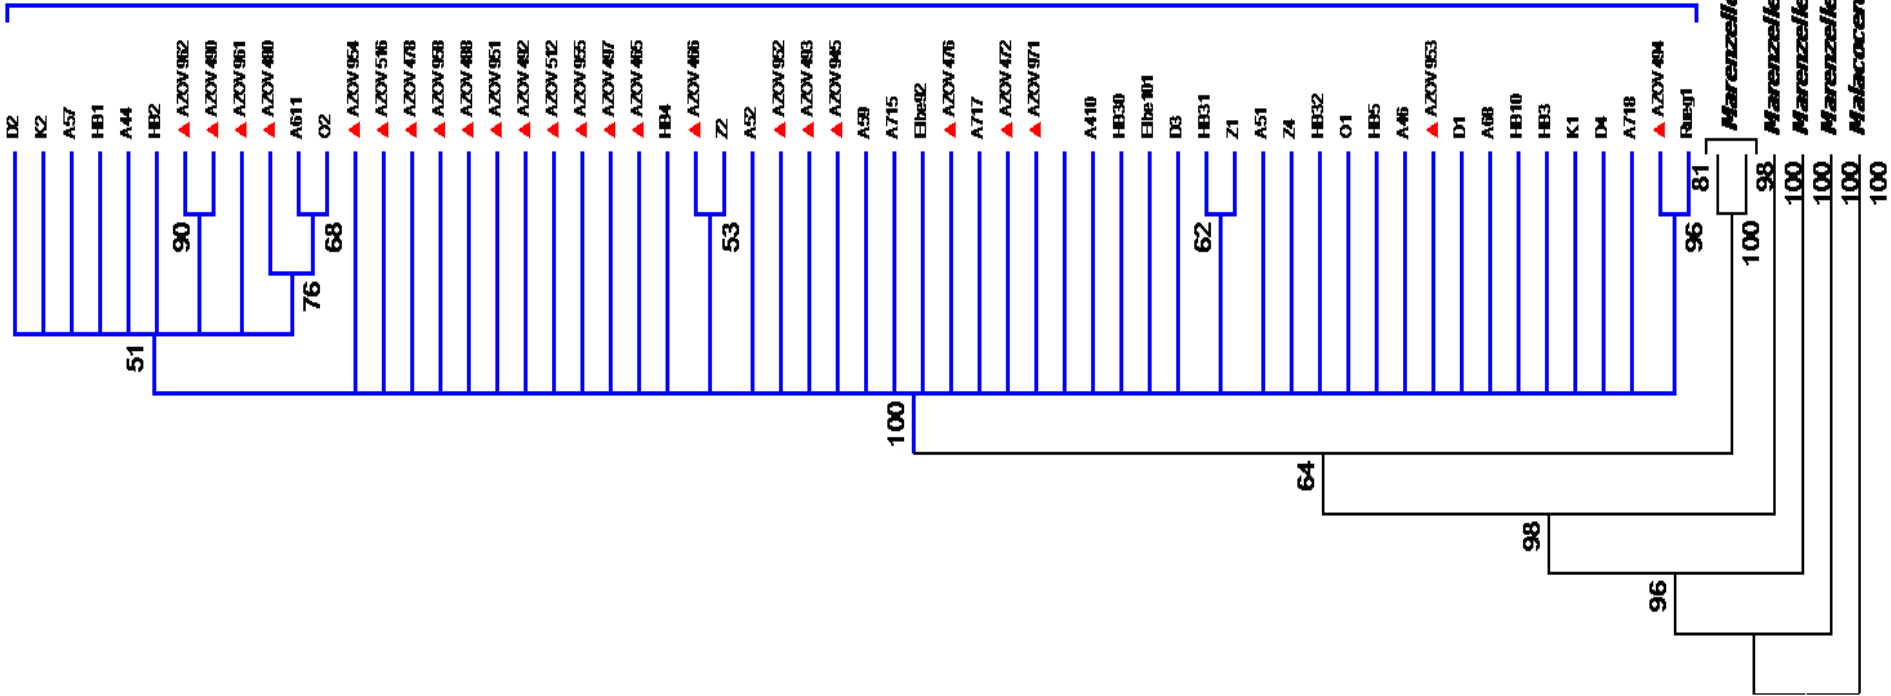 D2
K2
A57
HB1
A44
HB2
AZOV 962
AZOV 490
AZOV 961
AZOV 480
A611
O2
AZOV 954
AZOV 516
AZOV 478
AZOV 958
AZOV 488
AZOV 951
AZOV 492
AZOV 512
AZOV 955
AZOV 497
AZOV 465
HB4
AZOV 466
Z2
A52
AZOV 952
AZOV 493
AZOV 945
A59
A715
Elbe92
AZOV 476
A717
AZOV 472
AZOV 971
A410
HB30
Elbe101
D3
HB31
Z1
A51
Z4
HB32
O1
HB5
A46
AZOV 953
D1
A68
HB10
HB3
K1
D4
A718
AZOV 494
Rueg1
90
68
76
51
53
62
96
100
64
98
96
100
81
98
100
100
100
100